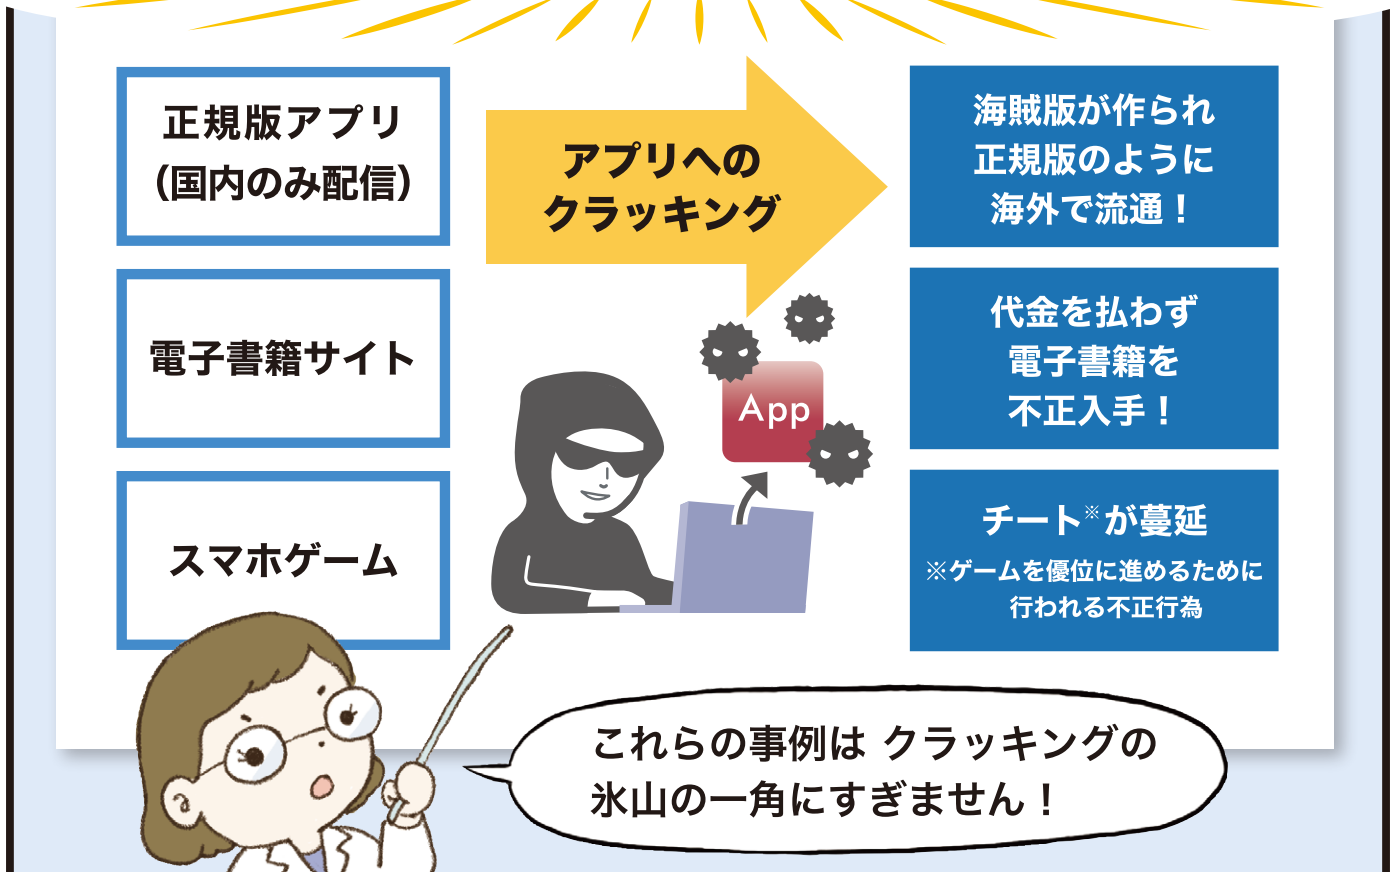 正規版アプリ
（国内のみ配信）
アプリへの
クラッキング
海賊版が作られ
正規版のように
海外で流通！
電子書籍サイト
代金を払わず
電子書籍を
不正入手！
App
スマホゲーム
チート※が蔓延
※ゲームを優位に進めるために
行われる不正行為
これらの事例は クラッキングの
氷山の一角にすぎません！